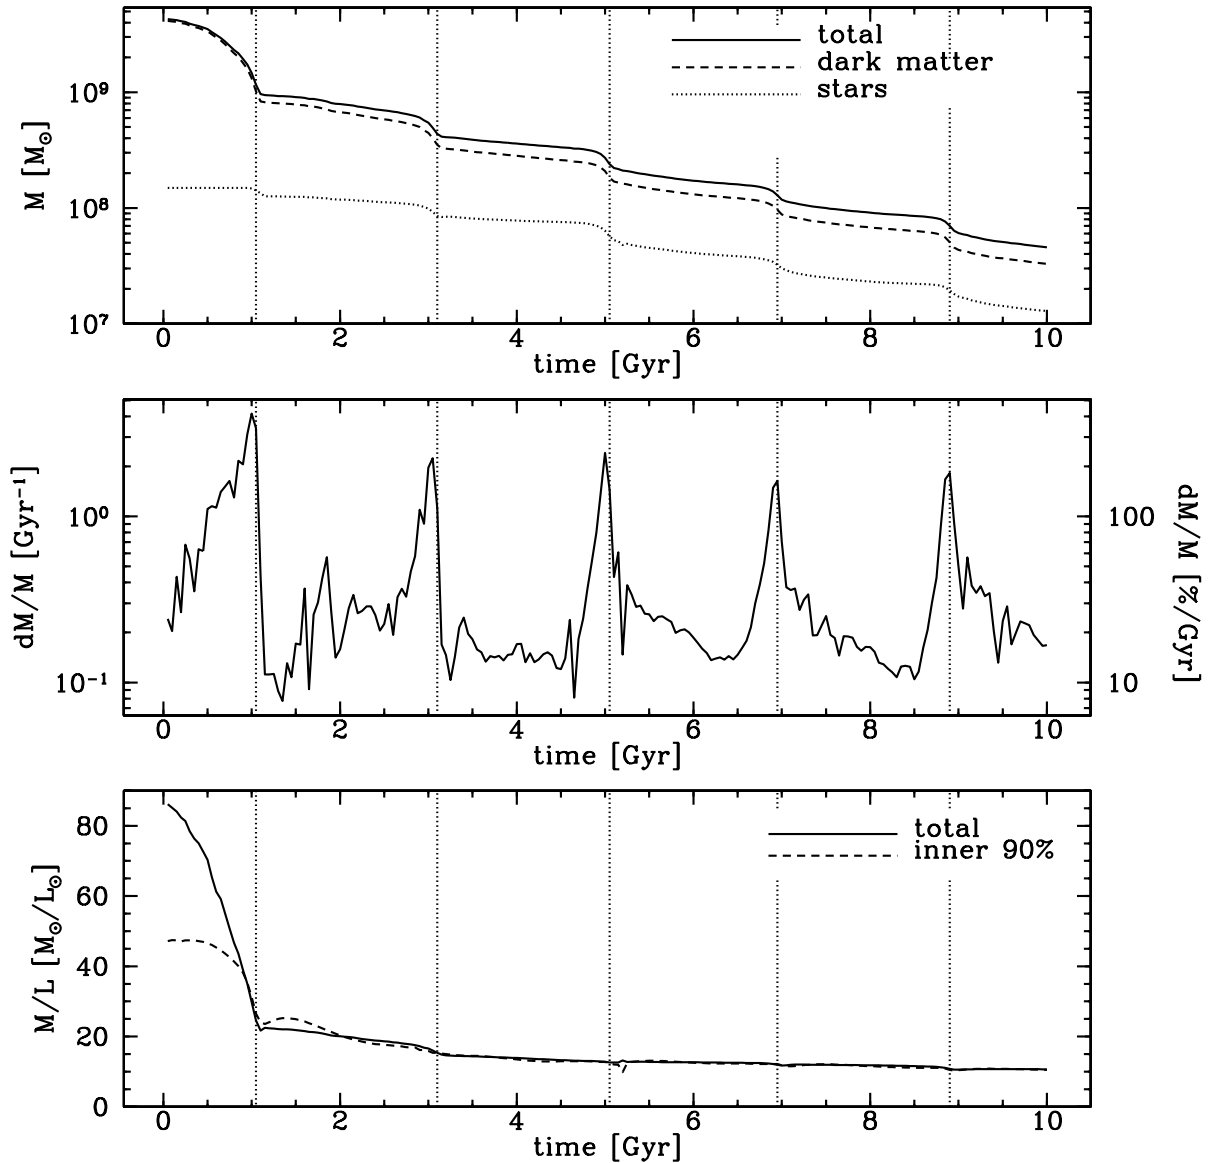 total
dark matter
stars
M [M⊙]
10⁹
10⁸
10⁷
0 2 4 6 8 10
time [Gyr]
dM/M [Gyr⁻¹]
10⁰
10⁻¹
100
10
dM/M [%/Gyr]
0 2 4 6 8 10
time [Gyr]
total
inner 90%
M/L [M⊙/L⊙]
80
60
40
20
0
0 2 4 6 8 10
time [Gyr]